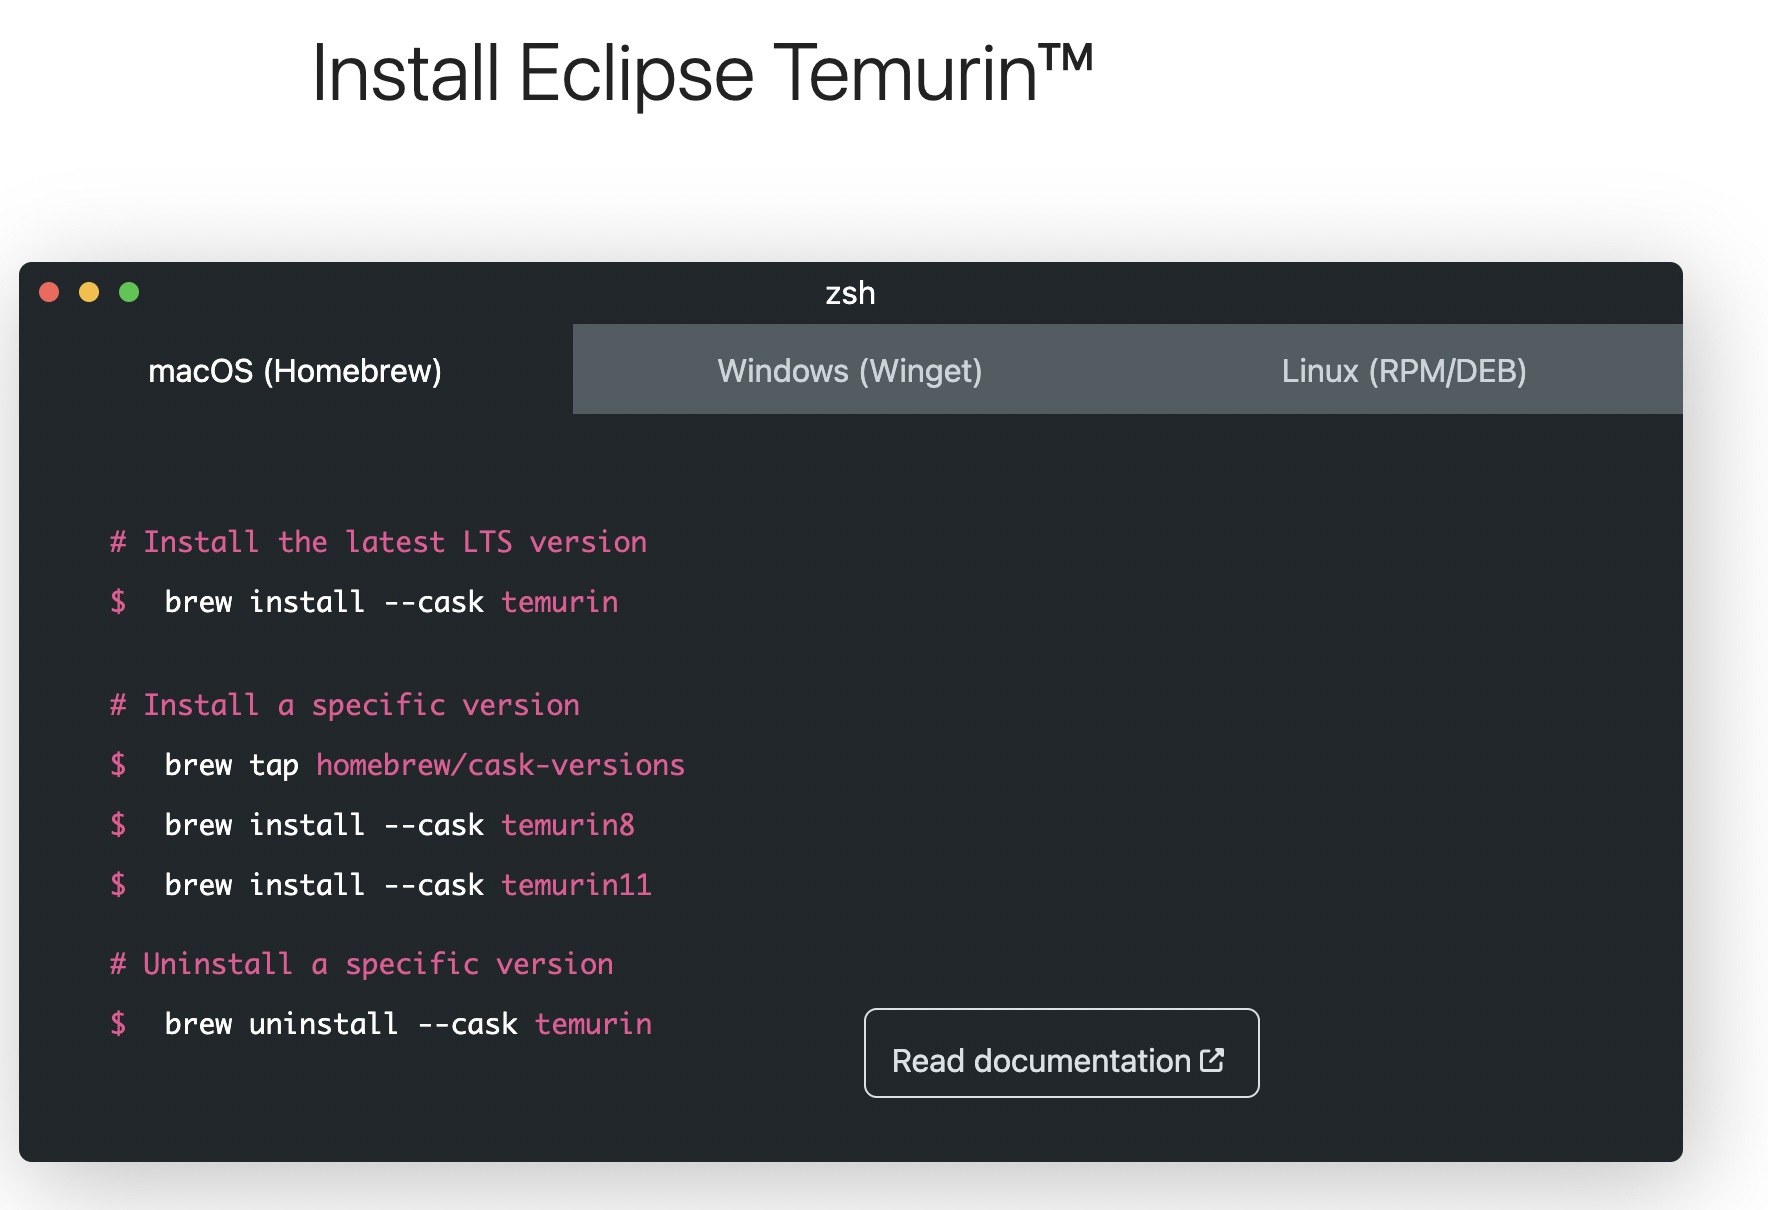 Install Eclipse Temurin™
zsh
macOS (Homebrew)
Windows (Winget)
Linux (RPM/DEB)
# Install the latest LTS version
$ brew install --cask temurin
# Install a specific version
$ brew tap homebrew/cask-versions
$ brew install --cask temurin8
$ brew install --cask temurin11
# Uninstall a specific version
$ brew uninstall --cask temurin
Read documentation